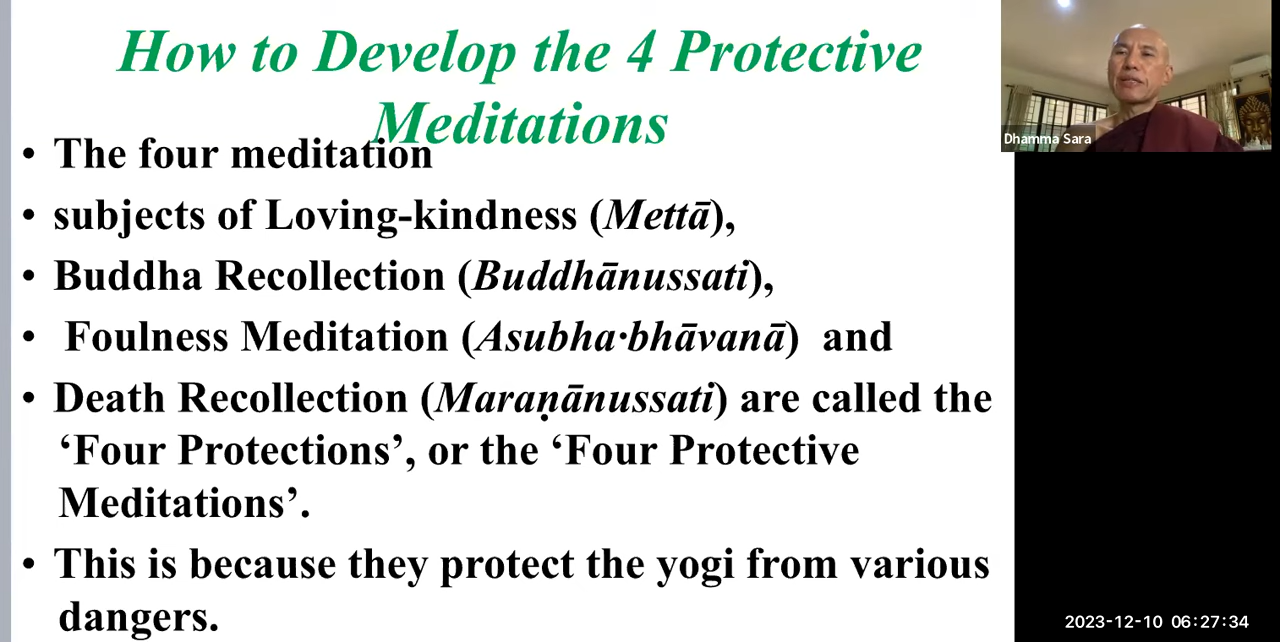 How to Develop the 4 Protective
Meditations
• The four meditation
• subjects of Loving-kindness (Mettā),
• Buddha Recollection (Buddhānussati),
• Foulness Meditation (Asubha·bhāvanā) and
• Death Recollection (Maraṇānussati) are called the
‘Four Protections’, or the ‘Four Protective
Meditations’.
• This is because they protect the yogi from various
dangers.
Dhamma Sara
2023-12-10 06:27:34